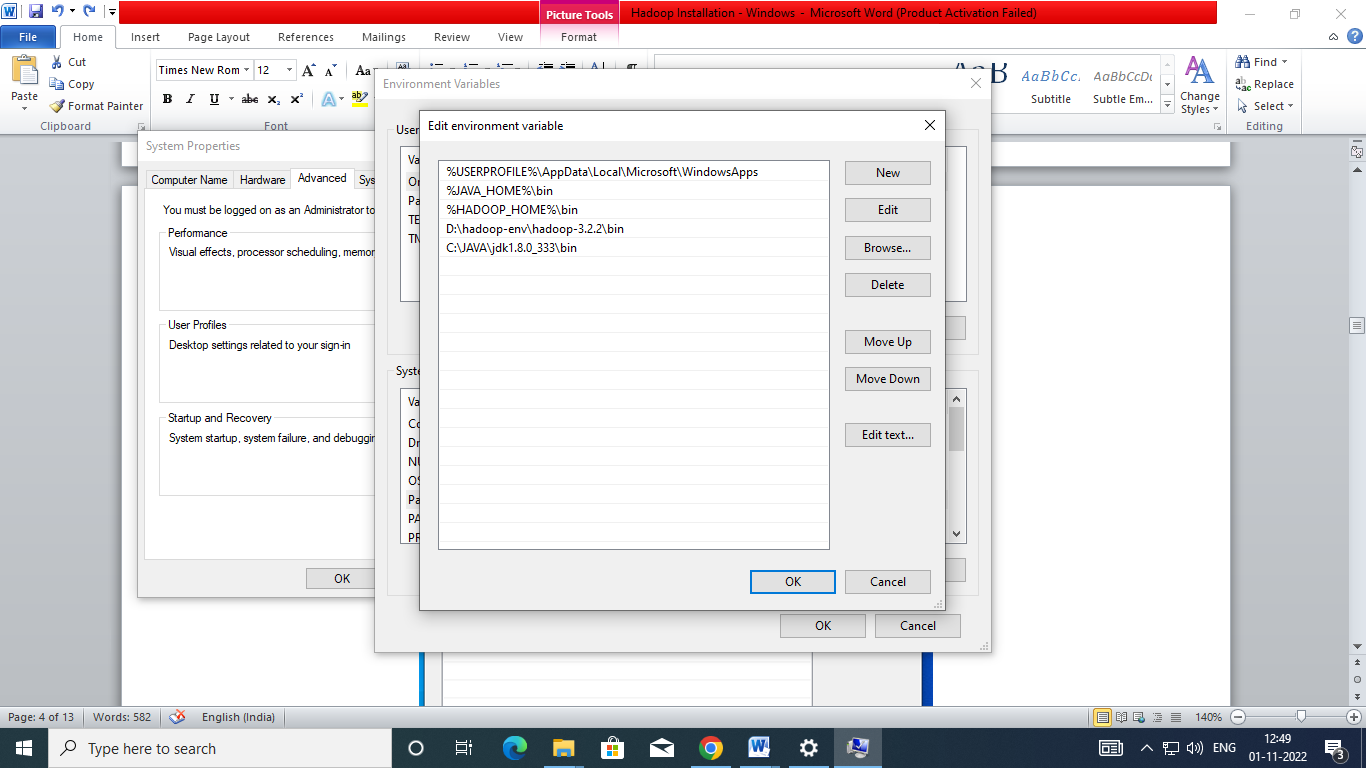 Picture Tools
Hadoop Installation - Windows - Microsoft Word (Product Activation Failed)
File Home Insert Page Layout References Mailings Review View Format
Paste
Cut
Copy
Format Painter
Clipboard
Times New Rom 12
Font
AaBbCc. AaBbCcDc
Subtitle Subtle Em...
Change Styles
Find
Replace
Select
Editing
System Properties
Computer Name Hardware Advanced
You must be logged on as an Administrator to
Performance
Visual effects, processor scheduling, memor
User Profiles
Desktop settings related to your sign-in
Startup and Recovery
System startup, system failure, and debuggin
OK
Environment Variables
User
OK Cancel
Edit environment variable
%USERPROFILE%\AppData\Local\Microsoft\WindowsApps
%JAVA_HOME%\bin
%HADOOP_HOME%\bin
D:\hadoop-env\hadoop-3.2.2\bin
C:\JAVA\jdk1.8.0_333\bin
New
Edit
Browse...
Delete
Move Up
Move Down
Edit text...
OK Cancel
Page: 4 of 13 Words: 582 English (India) 140%
Type here to search
ENG
12:49
01-11-2022
3